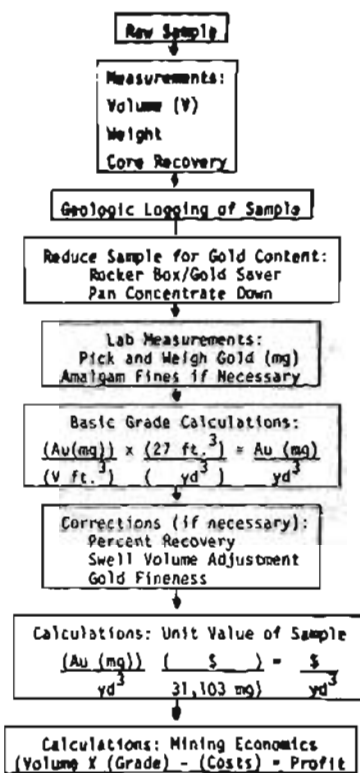 Raw Sample
Measurements:
Volume (V)
Weight
Core Recovery
Geologic Logging of Sample
Reduce Sample for Gold Content:
Rocker Box/Gold Saver
Pan Concentrate Down
Lab Measurements:
Pick and Weigh Gold (mg)
Amalgam Fines if Necessary
Basic Grade Calculations:
(Au(mg)) x (27 ft.³) = Au (mg)
(V ft.³) ( yd³ ) yd³
Corrections (if necessary):
Percent Recovery
Swell Volume Adjustment
Gold Fineness
Calculations: Unit Value of Sample
(Au (mg)) ( $ ) = $
yd³ 31,103 mg) yd³
Calculations: Mining Economics
(Volume X (Grade) - (Costs) = Profit